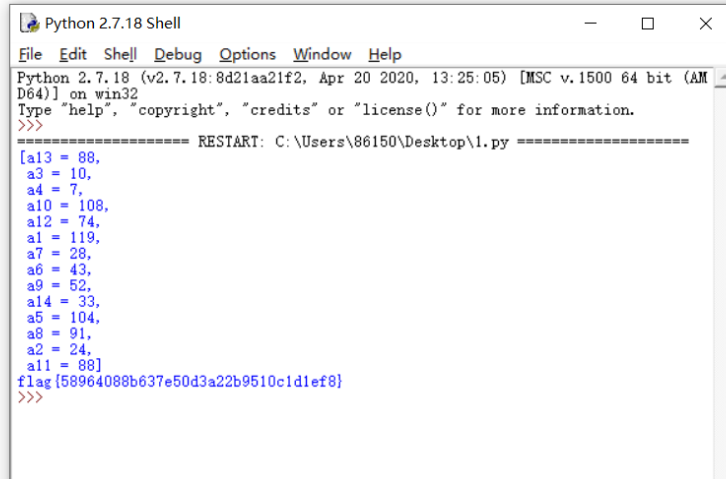 Python 2.7.18 Shell
File Edit Shell Debug Options Window Help
Python 2.7.18 (v2.7.18:8d21aa21f2, Apr 20 2020, 13:25:05) [MSC v.1500 64 bit (AM
D64)] on win32
Type "help", "copyright", "credits" or "license()" for more information.
>>>
==================== RESTART: C:\Users\86150\Desktop\1.py ====================
[a13 = 88,
a3 = 10,
a4 = 7,
a10 = 108,
a12 = 74,
a1 = 119,
a7 = 28,
a6 = 43,
a9 = 52,
a14 = 33,
a5 = 104,
a8 = 91,
a2 = 24,
a11 = 88]
flag{58964088b637e50d3a22b9510c1d1ef8}
>>>